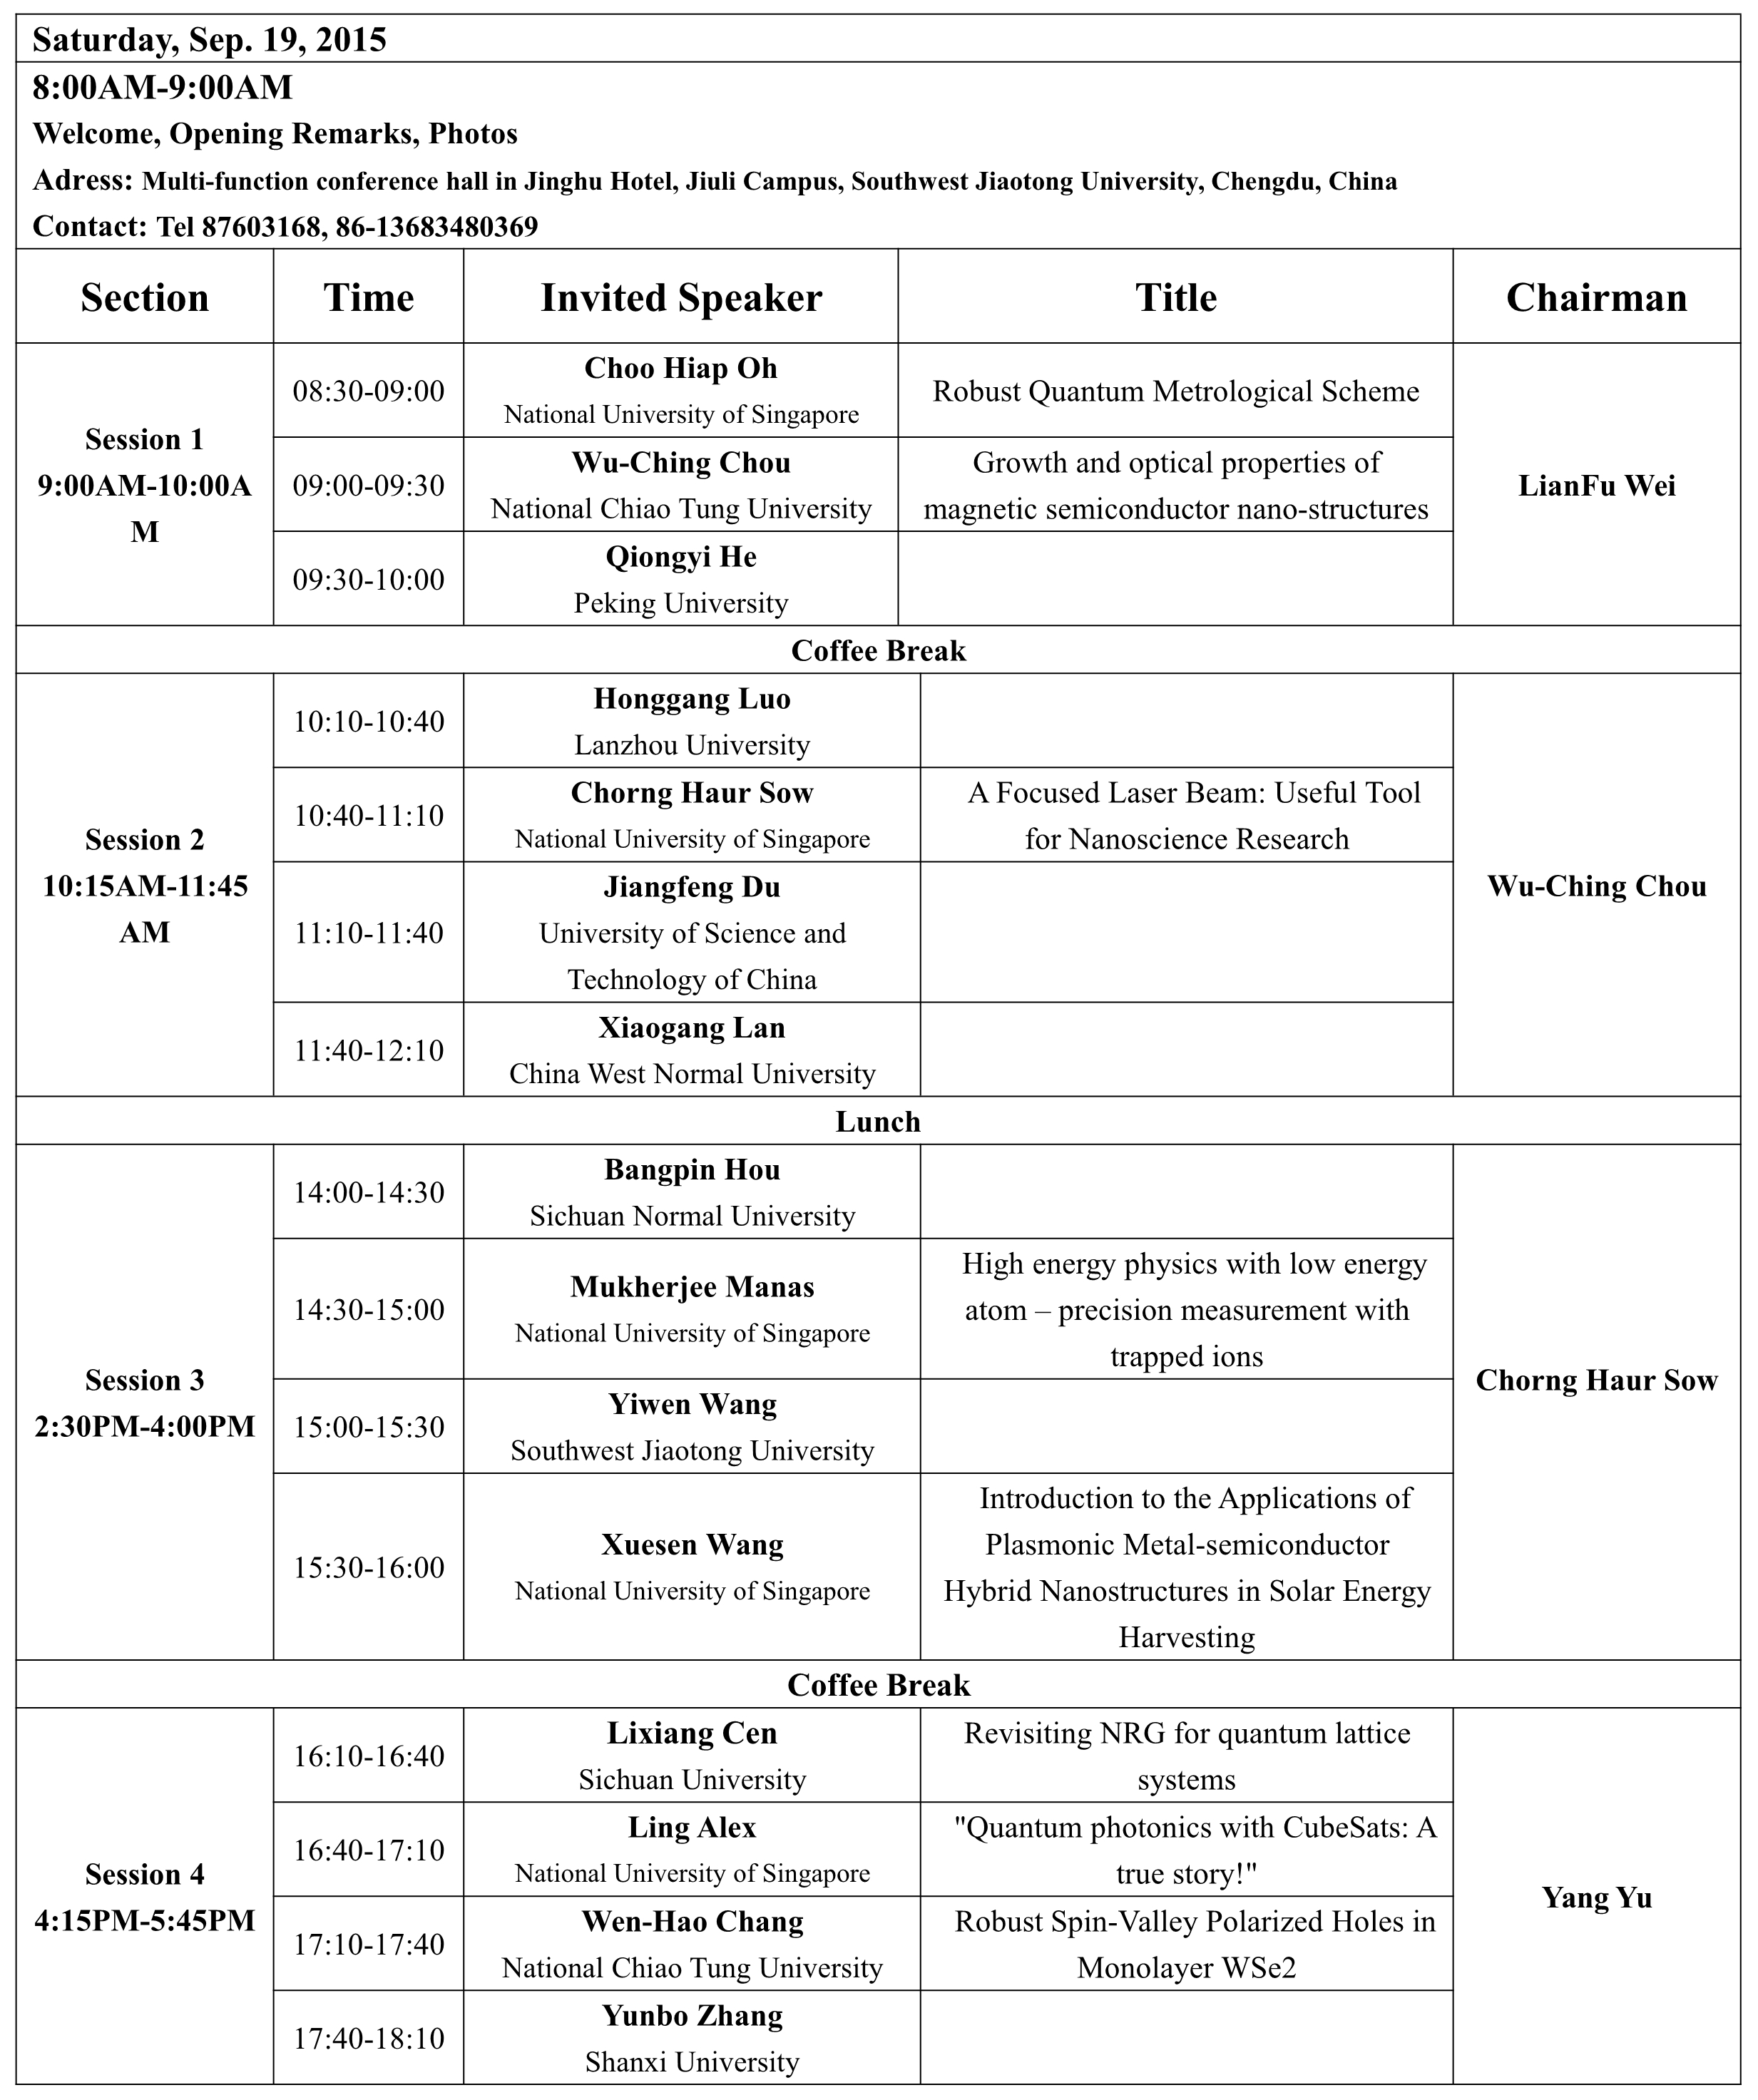 Saturday, Sep. 19, 2015
8:00AM-9:00AM
Welcome, Opening Remarks, Photos
Adress: Multi-function conference hall in Jinghu Hotel, Jiuli Campus, Southwest Jiaotong University, Chengdu, China
Contact: Tel 87603168, 86-13683480369
Section Time Invited Speaker Title Chairman
Session 1
9:00AM-10:00A
M
08:30-09:00
Choo Hiap Oh
National University of Singapore
Robust Quantum Metrological Scheme
LianFu Wei
09:00-09:30
Wu-Ching Chou
National Chiao Tung University
Growth and optical properties of
magnetic semiconductor nano-structures
09:30-10:00
Qiongyi He
Peking University
Coffee Break
Session 2
10:15AM-11:45
AM
10:10-10:40
Honggang Luo
Lanzhou University
Wu-Ching Chou
10:40-11:10
Chorng Haur Sow
National University of Singapore
A Focused Laser Beam: Useful Tool
for Nanoscience Research
11:10-11:40
Jiangfeng Du
University of Science and
Technology of China
11:40-12:10
Xiaogang Lan
China West Normal University
Lunch
Session 3
2:30PM-4:00PM
14:00-14:30
Bangpin Hou
Sichuan Normal University
Chorng Haur Sow
14:30-15:00
Mukherjee Manas
National University of Singapore
High energy physics with low energy
atom – precision measurement with
trapped ions
15:00-15:30
Yiwen Wang
Southwest Jiaotong University
15:30-16:00
Xuesen Wang
National University of Singapore
Introduction to the Applications of
Plasmonic Metal-semiconductor
Hybrid Nanostructures in Solar Energy
Harvesting
Coffee Break
Session 4
4:15PM-5:45PM
16:10-16:40
Lixiang Cen
Sichuan University
Revisiting NRG for quantum lattice
systems
Yang Yu
16:40-17:10
Ling Alex
National University of Singapore
"Quantum photonics with CubeSats: A
true story!"
17:10-17:40
Wen-Hao Chang
National Chiao Tung University
Robust Spin-Valley Polarized Holes in
Monolayer WSe2
17:40-18:10
Yunbo Zhang
Shanxi University